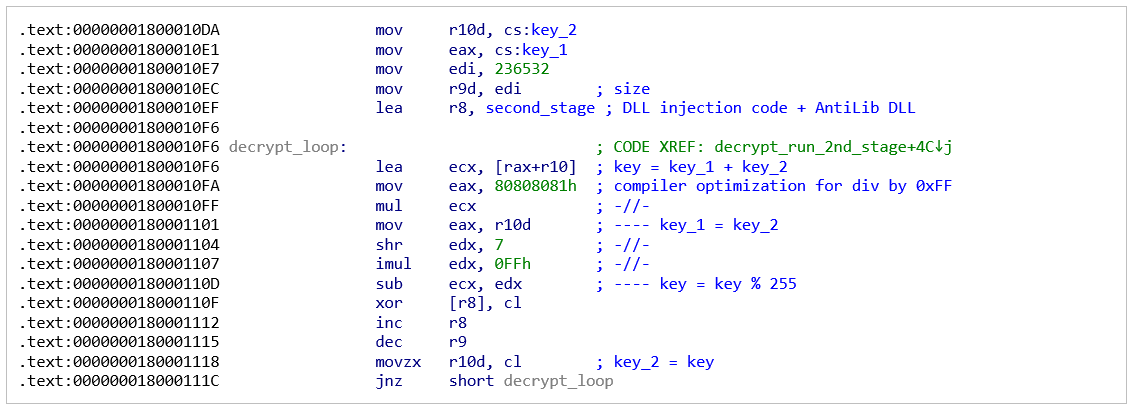 .text:00000001800010DA mov r10d, cs:key_2
.text:00000001800010E1 mov eax, cs:key_1
.text:00000001800010E7 mov edi, 236532
.text:00000001800010EC mov r9d, edi ; size
.text:00000001800010EF lea r8, second_stage ; DLL injection code + AntiLib DLL
.text:00000001800010F6
.text:00000001800010F6 decrypt_loop: ; CODE XREF: decrypt_run_2nd_stage+4C↓j
.text:00000001800010F6 lea ecx, [rax+r10] ; key = key_1 + key_2
.text:00000001800010FA mov eax, 80808081h ; compiler optimization for div by 0xFF
.text:00000001800010FF mul ecx ; -//-
.text:0000000180001101 mov eax, r10d ; ---- key_1 = key_2
.text:0000000180001104 shr edx, 7 ; -//-
.text:0000000180001107 imul edx, 0FFh ; -//-
.text:000000018000110D sub ecx, edx ; ---- key = key % 255
.text:000000018000110F xor [r8], cl
.text:0000000180001112 inc r8
.text:0000000180001115 dec r9
.text:0000000180001118 movzx r10d, cl ; key_2 = key
.text:000000018000111C jnz short decrypt_loop